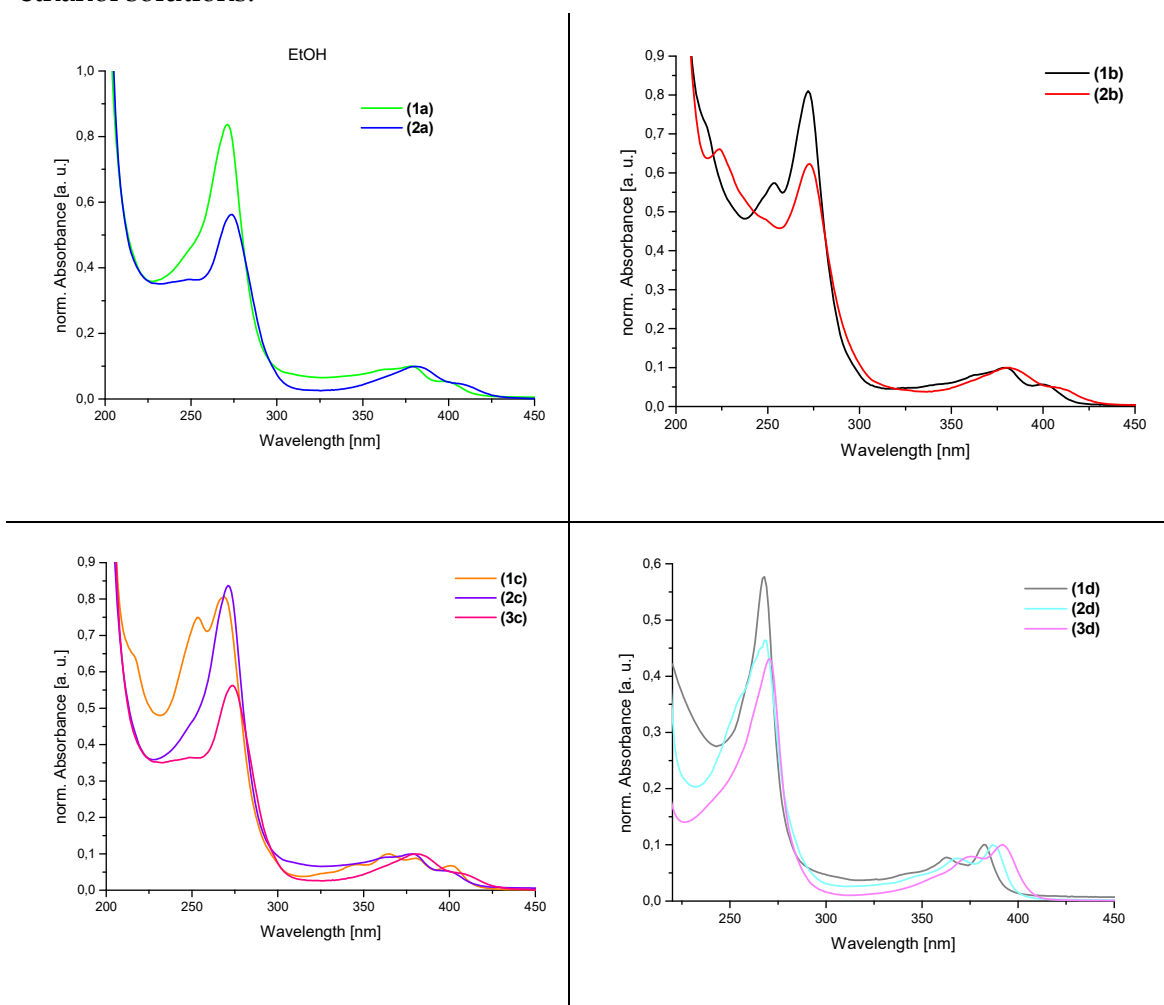 ethanol solutions.
EtOH
1,0
0,8
0,6
0,4
0,2
0,0
norm. Absorbance [a. u.]
(1a)
(2a)
200 250 300 350 400 450
Wavelength [nm]
0,9
0,8
0,7
0,6
0,5
0,4
0,3
0,2
0,1
0,0
norm. Absorbance [a. u.]
(1b)
(2b)
200 250 300 350 400 450
Wavelength [nm]
0,9
0,8
0,7
0,6
0,5
0,4
0,3
0,2
0,1
0,0
norm. Absorbance [a. u.]
(1c)
(2c)
(3c)
200 250 300 350 400 450
Wavelength [nm]
0,6
0,5
0,4
0,3
0,2
0,1
0,0
norm. Absorbance [a. u.]
(1d)
(2d)
(3d)
250 300 350 400 450
Wavelength [nm]